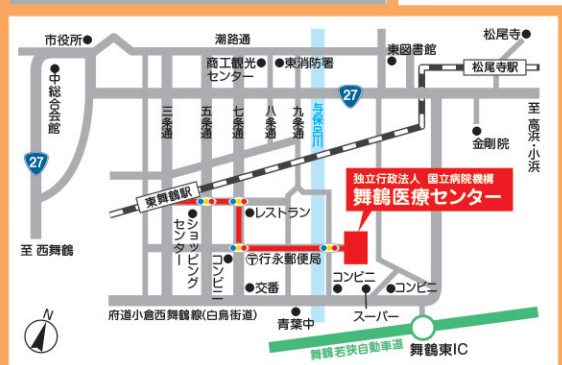 市役所
潮路通
松尾寺
中総合会館
商工観光
センター
東消防署
東図書館
松尾寺駅
27
三条通
五条通
七条通
八条通
九条通
与保呂川
金剛院
至 高浜・小浜
27
東舞鶴駅
独立行政法人 国立病院機構
舞鶴医療センター
レストラン
ショッピング
センター
至 西舞鶴
コンビニ
〒行永郵便局
交番
コンビニ
コンビニ
スーパー
府道小倉西舞鶴線(白鳥街道)
青葉中
N
舞鶴若狭自動車道
舞鶴東IC